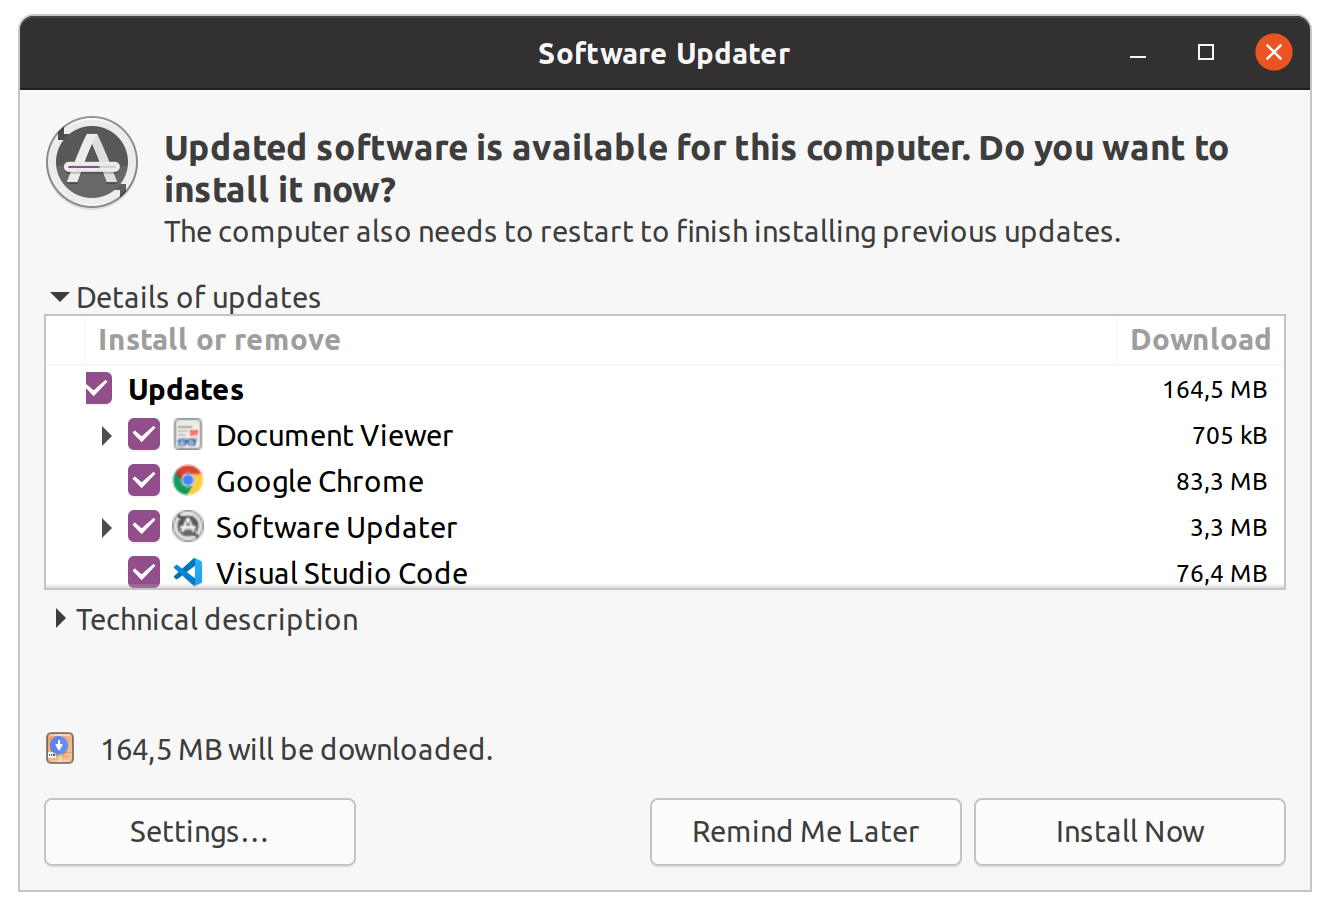 Software Updater
Updated software is available for this computer. Do you want to
install it now?
The computer also needs to restart to finish installing previous updates.
Details of updates
Install or remove Download
Updates 164,5 MB
Document Viewer 705 kB
Google Chrome 83,3 MB
Software Updater 3,3 MB
Visual Studio Code 76,4 MB
Technical description
164,5 MB will be downloaded.
Settings... Remind Me Later Install Now